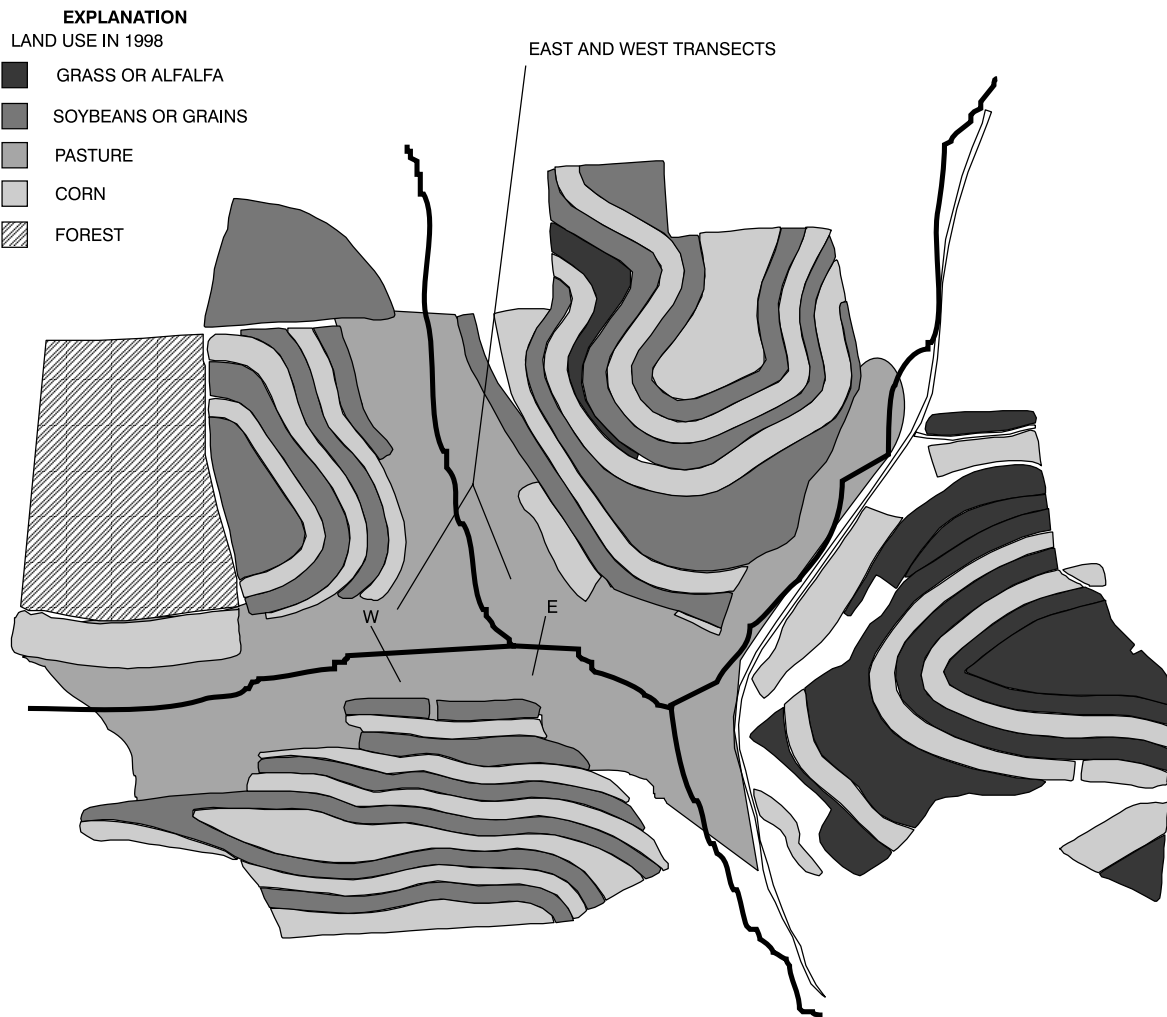 EXPLANATION
LAND USE IN 1998
GRASS OR ALFALFA
SOYBEANS OR GRAINS
PASTURE
CORN
FOREST
EAST AND WEST TRANSECTS
W
E